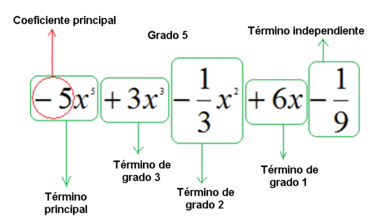 Coeficiente principal
Grado 5
Término independiente
− 5x⁵ + 3x³ − 1/3 x² + 6x − 1/9
Término de
grado 3
Término de
grado 1
Término
principal
Término de
grado 2